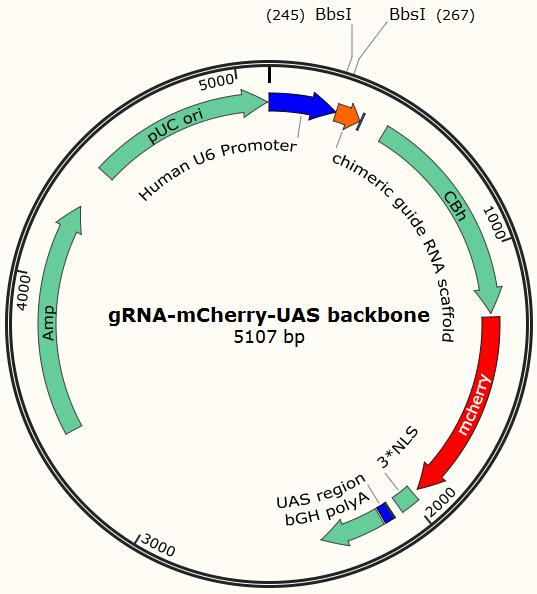 (245) BbsI
BbsI (267)
5000
pUC ori
Human U6 Promoter
chimeric guide RNA scaffold
CBh
1000
4000
Amp
gRNA-mCherry-UAS backbone
5107 bp
mcherry
3*NLS
UAS region
bGH polyA
2000
3000